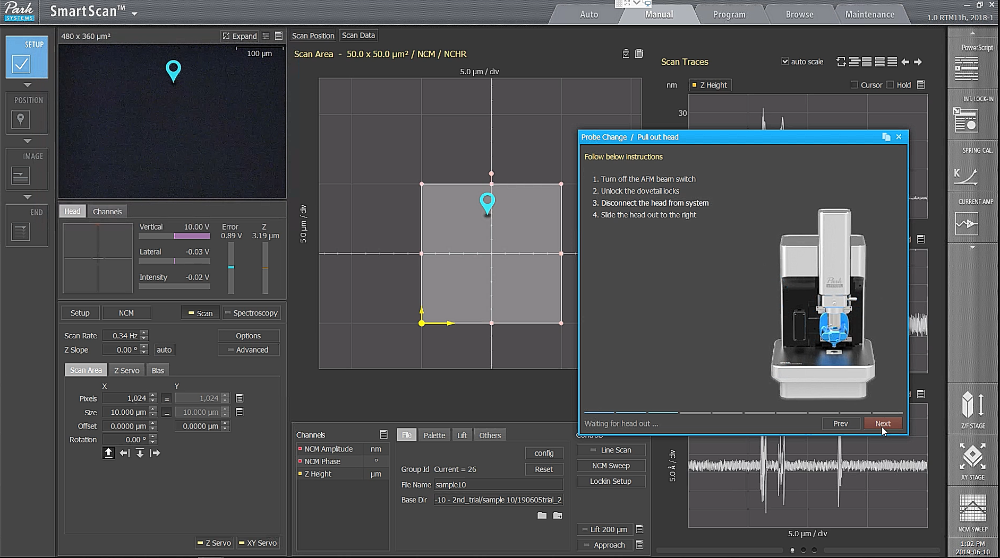 Park
SYSTEMS
SmartScan™
Auto
Manual
Program
Browse
Maintenance
1.0 RTM11h, 2018-1
SETUP
POSITION
IMAGE
END
480 x 360 µm²
Expand
100 µm
Head
Channels
Vertical 10.00 V
Lateral -0.03 V
Intensity -0.02 V
Error
0.89 V
Z
3.19 µm
Setup
NCM
Scan
Spectroscopy
Scan Rate 0.34 Hz
Options
Z Slope 0.00 °
auto
Advanced
Scan Area
Z Servo
Bias
X
Y
Pixels 1,024 = 1,024
Size 10.000 µm = 10.000 µm
Offset 0.0000 µm 0.0000 µm
Rotation 0.00 °
Z Servo
XY Servo
Scan Position
Scan Data
Scan Area - 50.0 x 50.0 µm² / NCM / NCHR
5.0 µm / div
5.0 µm / div
Scan Traces
auto scale
nm
Z Height
Cursor
Hold
30
Probe Change / Pull out head
Follow below instructions
1. Turn off the AFM beam switch
2. Unlock the dovetail locks
3. Disconnect the head from system
4. Slide the head out to the right
Park
SYSTEMS
Waiting for head out ...
Prev
Next
Channels
NCM Amplitude nm
NCM Phase °
Z Height µm
File
Palette
Lift
Others
config
Group Id Current = 26
Reset
File Name sample10
Base Dir -10 - 2nd_trial/sample 10/190605trial_2
Line Scan
NCM Sweep
Lockin Setup
Lift 200 µm
Approach
5.0 Å / div
5.0 µm / div
PowerScript
INT. LOCK-IN
SPRING CAL.
K
CURRENT AMP
Z/F STAGE
XY STAGE
NCM SWEEP
1:02 PM
2019-06-10